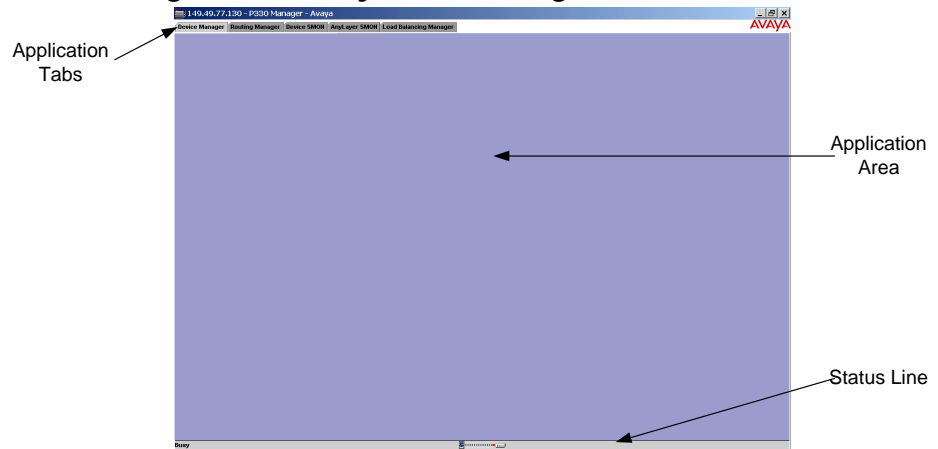 149.49.77.130 - P330 Manager - Avaya
Device Manager Routing Manager Device SMON AnyLayer SMON Load Balancing Manager
AVAYA
Application
Tabs
Application
Area
Status Line
Busy